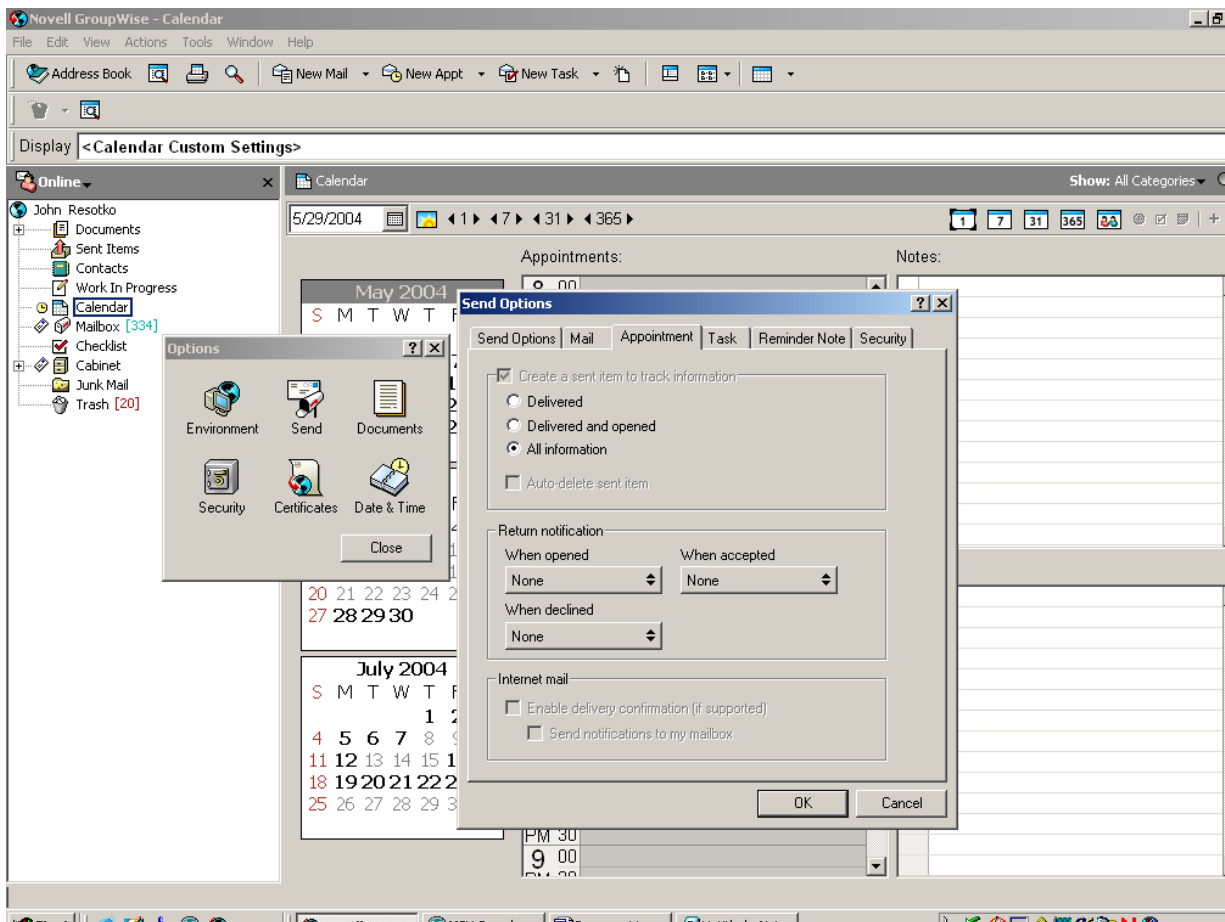 Novell GroupWise - Calendar
File Edit View Actions Tools Window Help
Address Book New Mail New Appt New Task
Display <Calendar Custom Settings>
Online
Calendar
Show: All Categories
John Resotko
Documents
Sent Items
Contacts
Work In Progress
Calendar
Mailbox [334]
Checklist
Cabinet
Junk Mail
Trash [20]
5/29/2004
1 7 31 365
1 7 31 365
Appointments:
Notes:
May 2004
S M T W T F
20 21 22 23 24
27 28 29 30
July 2004
S M T W T F
1 2
4 5 6 7 8
11 12 13 14 15
18 19 20 21 22
25 26 27 28 29
PM 30
9 00
Options
Environment
Send
Documents
Security
Certificates
Date & Time
Close
Send Options
Send Options Mail Appointment Task Reminder Note Security
Create a sent item to track information
Delivered
Delivered and opened
All information
Auto-delete sent item
Return notification
When opened
When accepted
None
None
When declined
None
Internet mail
Enable delivery confirmation (if supported)
Send notifications to my mailbox
OK
Cancel